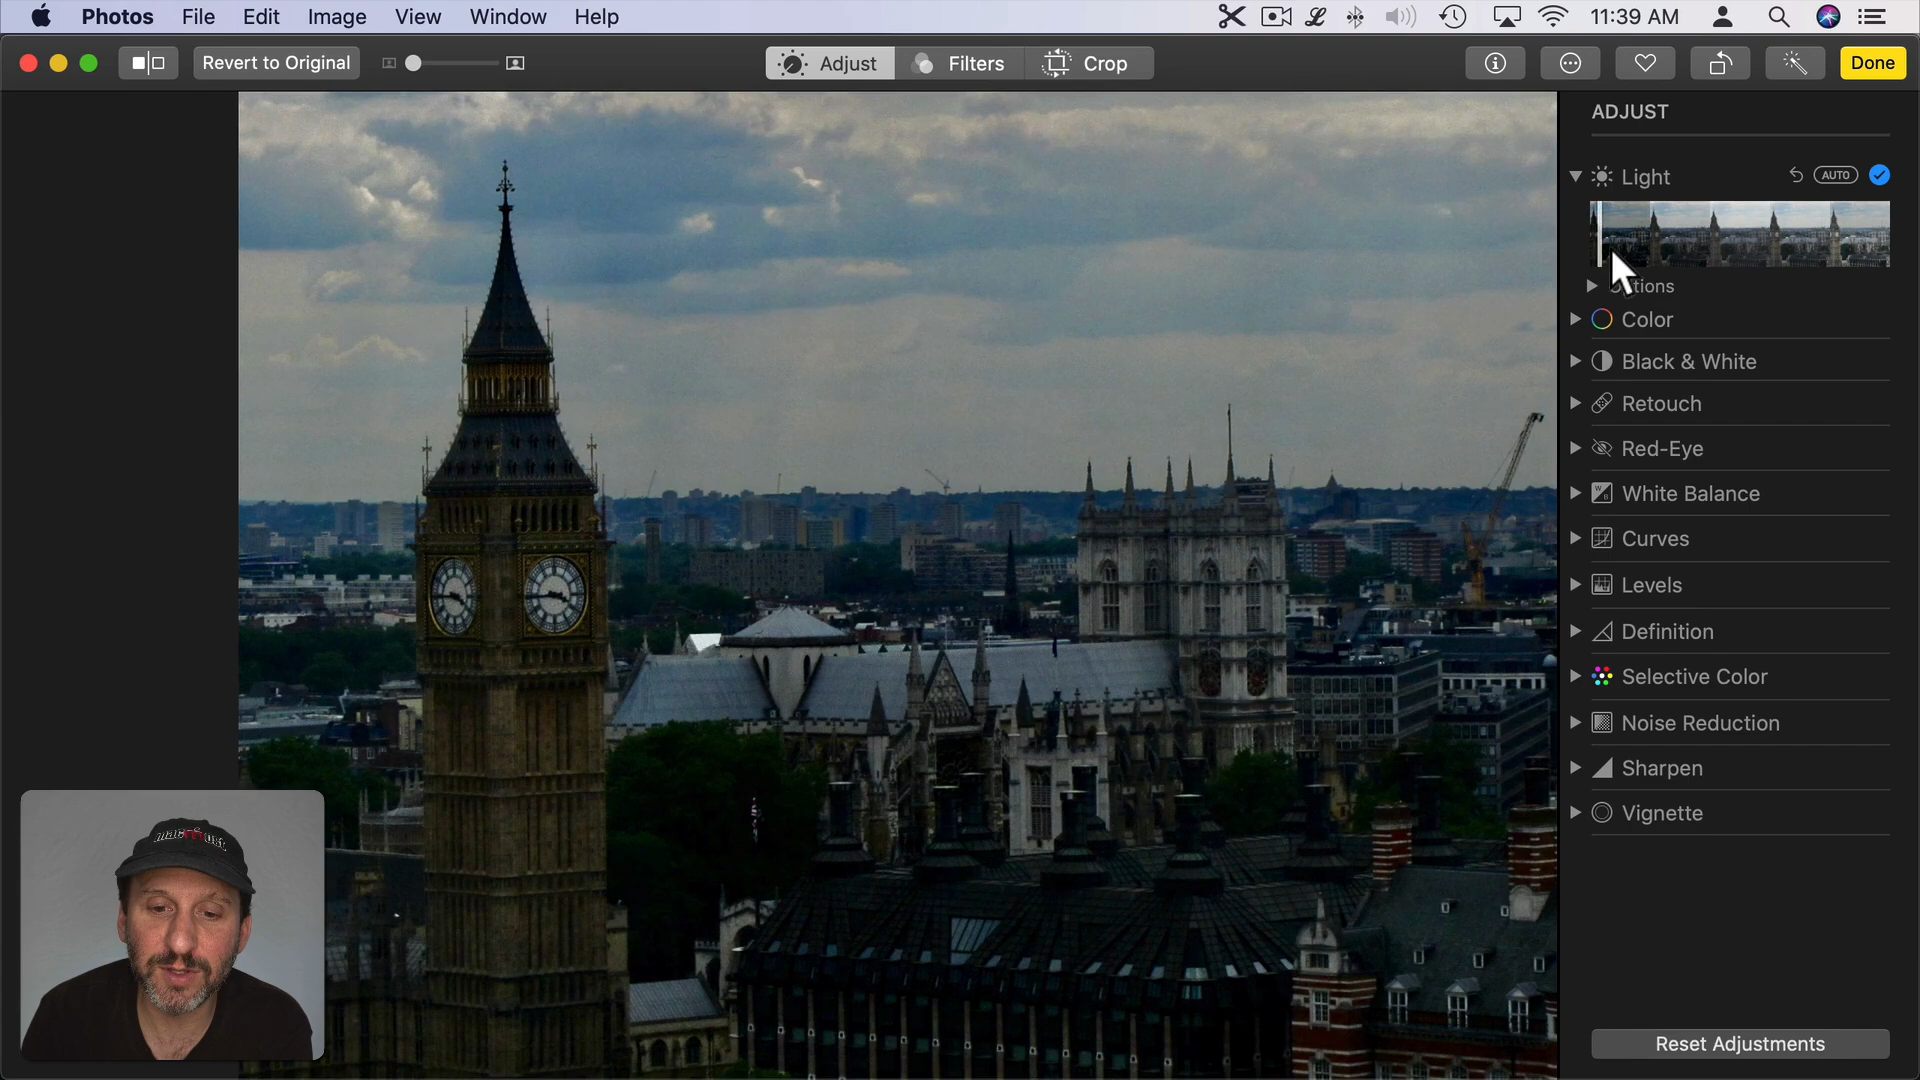 Photos File Edit Image View Window Help 11:39 AM
Revert to Original Adjust Filters Crop Done
ADJUST
Light AUTO
Color
Black & White
Retouch
Red-Eye
White Balance
Curves
Levels
Definition
Selective Color
Noise Reduction
Sharpen
Vignette
Reset Adjustments